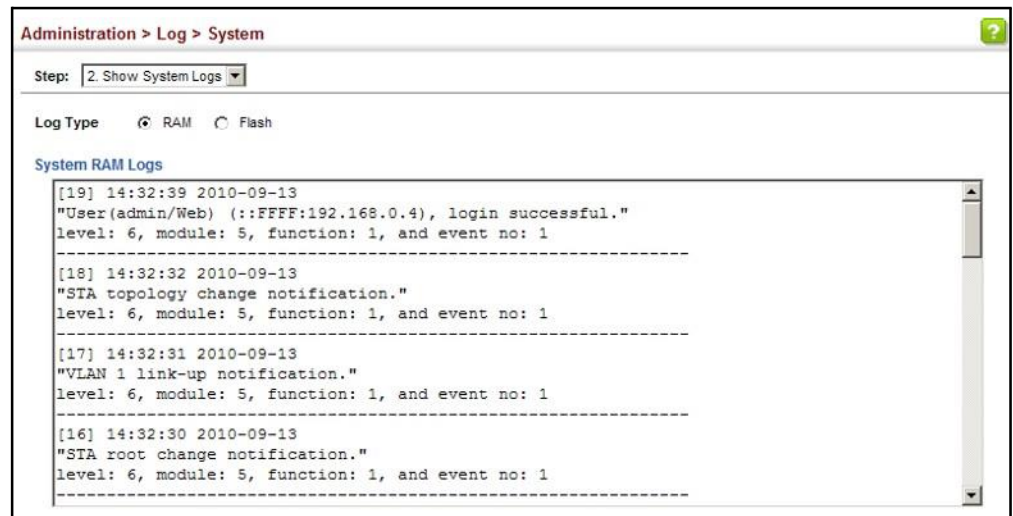 Administration > Log > System
?
Step: 2. Show System Logs
Log Type RAM Flash
System RAM Logs
[19] 14:32:39 2010-09-13
"User(admin/Web) (::FFFF:192.168.0.4), login successful."
level: 6, module: 5, function: 1, and event no: 1
---------------------------------------------------------------
[18] 14:32:32 2010-09-13
"STA topology change notification."
level: 6, module: 5, function: 1, and event no: 1
---------------------------------------------------------------
[17] 14:32:31 2010-09-13
"VLAN 1 link-up notification."
level: 6, module: 5, function: 1, and event no: 1
---------------------------------------------------------------
[16] 14:32:30 2010-09-13
"STA root change notification."
level: 6, module: 5, function: 1, and event no: 1
---------------------------------------------------------------